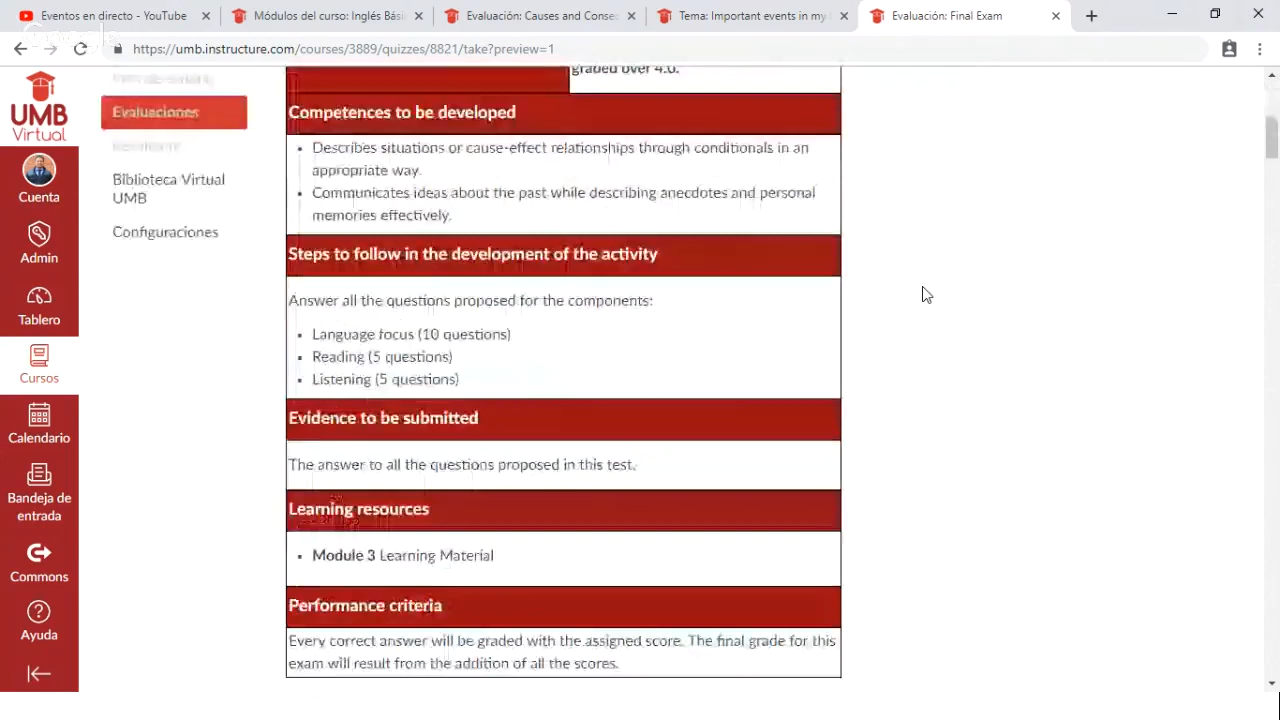 Eventos en directo - YouTube
Módulos del curso: Inglés Bási
Evaluación: Causes and Consec
Tema: Important events in my l
Evaluación: Final Exam
https://umb.instructure.com/courses/3889/quizzes/8821/take?preview=1
UMB
Virtual
Cuenta
Admin
Tablero
Cursos
Calendario
Bandeja de
entrada
Commons
Ayuda
Evaluaciones
Biblioteca Virtual
UMB
Configuraciones
graded over 4.0.
Competences to be developed
Describes situations or cause-effect relationships through conditionals in an
appropriate way.
Communicates ideas about the past while describing anecdotes and personal
memories effectively.
Steps to follow in the development of the activity
Answer all the questions proposed for the components:
Language focus (10 questions)
Reading (5 questions)
Listening (5 questions)
Evidence to be submitted
The answer to all the questions proposed in this test.
Learning resources
Module 3 Learning Material
Performance criteria
Every correct answer will be graded with the assigned score. The final grade for this
exam will result from the addition of all the scores.